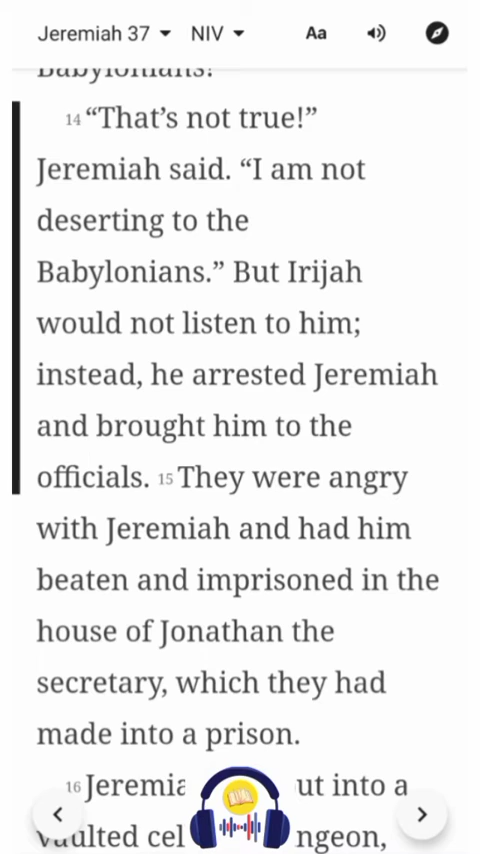 Jeremiah 37 NIV Aa
Babylonians!
14 “That’s not true!”
Jeremiah said. “I am not
deserting to the
Babylonians.” But Irijah
would not listen to him;
instead, he arrested Jeremiah
and brought him to the
officials. 15 They were angry
with Jeremiah and had him
beaten and imprisoned in the
house of Jonathan the
secretary, which they had
made into a prison.
16 Jeremia ut into a
vaulted cel ngeon,